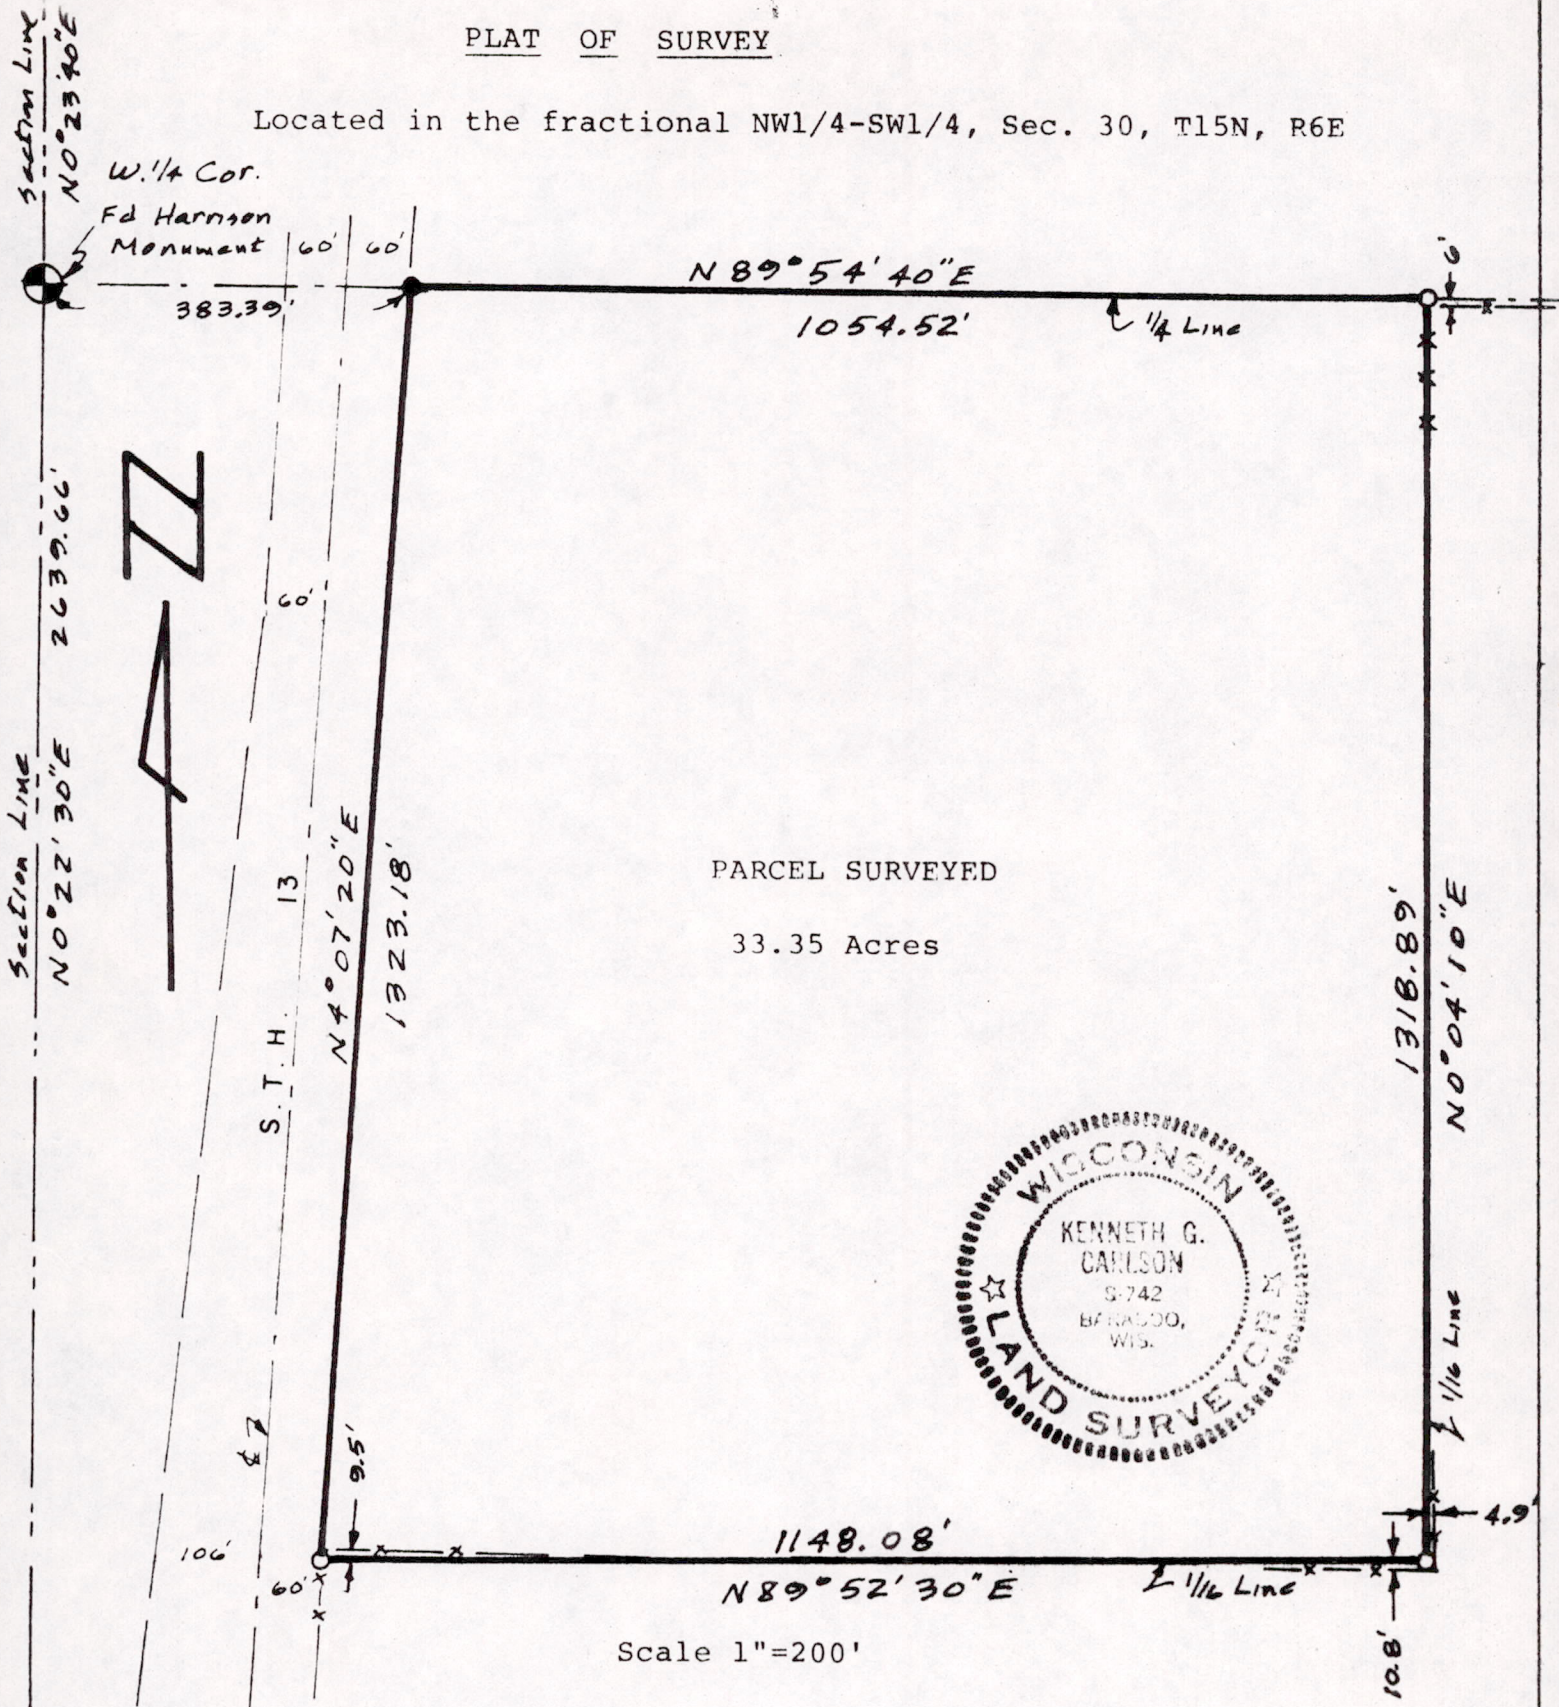 PLAT OF SURVEY
Located in the fractional NW1/4-SW1/4, Sec. 30, T15N, R6E
Section Line
N0°23'40"E
W.1/4 Cor.
Fd Harrison
Monument
60'
60'
383.39'
N89°54'40"E
1054.52'
1/4 Line
6'
2639.66'
N
60'
Section Line
N0°22'30"E
S.T.H. 13
N4°07'20"E
1323.18'
PARCEL SURVEYED
33.35 Acres
1318.89'
N0°04'10"E
WISCONSIN
KENNETH G.
CARLSON
S-742
BARABOO,
WIS.
LAND SURVEYOR
1/16 Line
9.5'
4.9'
106'
60'
1148.08'
N89°52'30"E
1/16 Line
10.8'
Scale 1"=200'